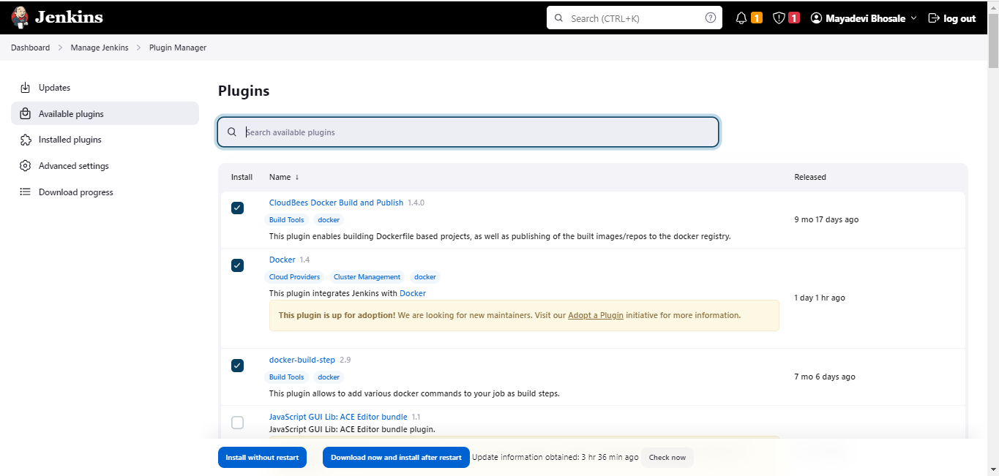 Jenkins
Search (CTRL+K)
1
1
Mayadevi Bhosale
log out
Dashboard
Manage Jenkins
Plugin Manager
Updates
Available plugins
Installed plugins
Advanced settings
Download progress
Plugins
Search available plugins
Install Name ↓ Released
CloudBees Docker Build and Publish 1.4.0
Build Tools docker
9 mo 17 days ago
This plugin enables building Dockerfile based projects, as well as publishing of the built images/repos to the docker registry.
Docker 1.4
Cloud Providers Cluster Management docker
This plugin integrates Jenkins with Docker
1 day 1 hr ago
This plugin is up for adoption! We are looking for new maintainers. Visit our Adopt a Plugin initiative for more information.
docker-build-step 2.9
Build Tools docker
7 mo 6 days ago
This plugin allows to add various docker commands to your job as build steps.
JavaScript GUI Lib: ACE Editor bundle 1.1
JavaScript GUI Lib: ACE Editor bundle plugin.
Install without restart
Download now and install after restart
Update information obtained: 3 hr 36 min ago
Check now